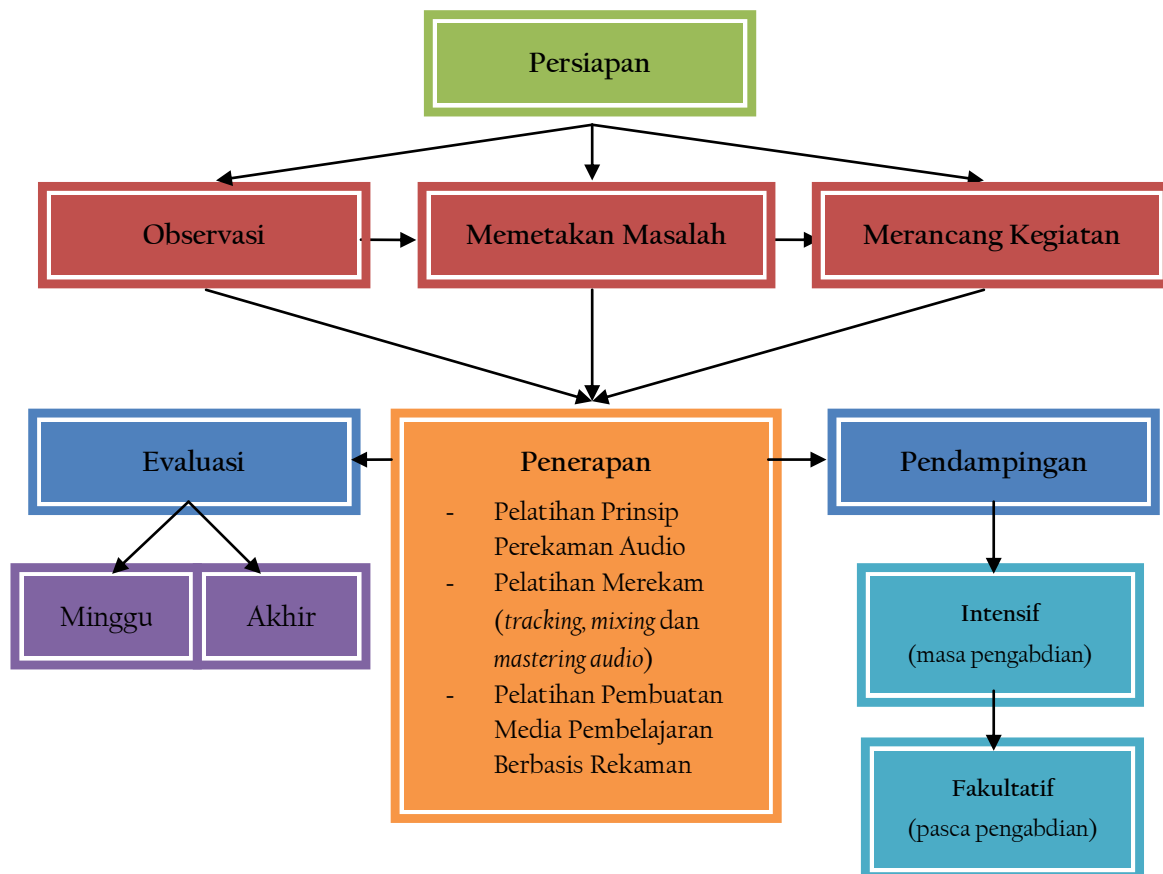 Persiapan
Observasi
Memetakan Masalah
Merancang Kegiatan
Evaluasi
Minggu
Akhir
Penerapan
- Pelatihan Prinsip
Perekaman Audio
- Pelatihan Merekam
(tracking, mixing dan
mastering audio)
- Pelatihan Pembuatan
Media Pembelajaran
Berbasis Rekaman
Pendampingan
Intensif
(masa pengabdian)
Fakultatif
(pasca pengabdian)